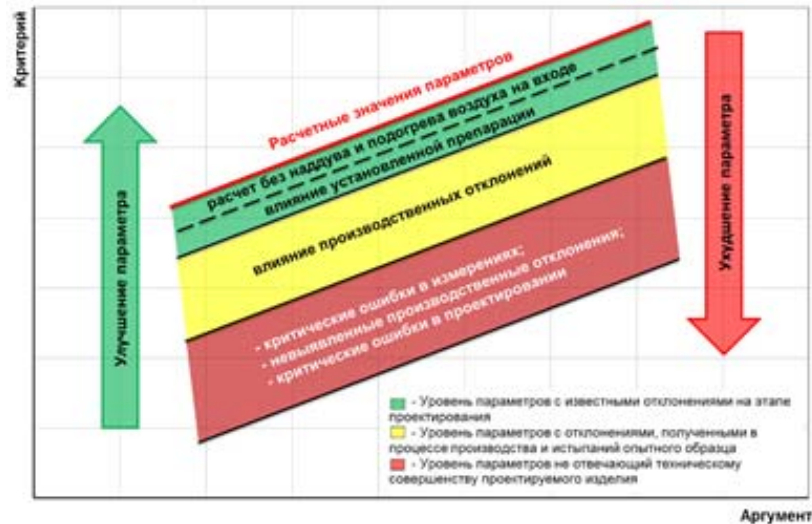 Критерий
Улучшение параметра
Расчетные значения параметров
расчет без наддува и подогрева воздуха на входе
влияние установленной препарации
влияние производственных отклонений
- критические ошибки в измерениях;
- невыявленные производственные отклонения;
- критические ошибки в проектировании
Ухудшение параметра
- Уровень параметров с известными отклонениями на этапе
проектирования
- Уровень параметров с отклонениями, полученными в
процессе производства и испытаний опытного образца
- Уровень параметров не отвечающий техническому
совершенству проектируемого изделия
Аргумент